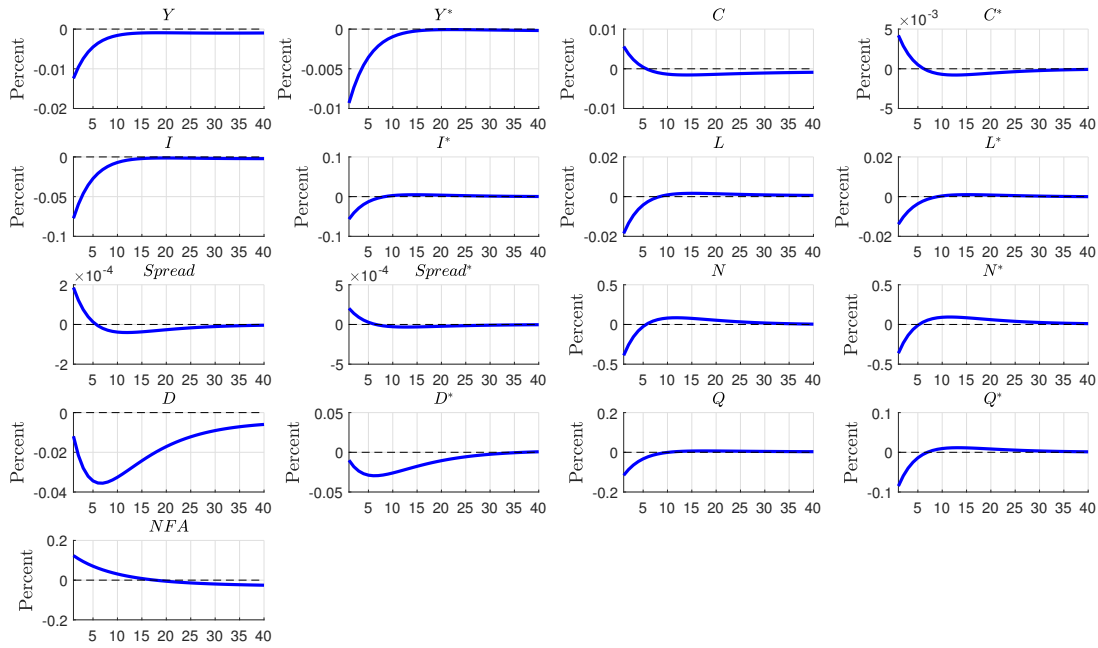 Y
Percent
0
-0.01
-0.02
5 10 15 20 25 30 35 40
Y*
Percent
0
-0.005
-0.01
5 10 15 20 25 30 35 40
C
Percent
0.01
0
-0.01
5 10 15 20 25 30 35 40
C*
×10-3
Percent
5
0
-5
5 10 15 20 25 30 35 40
I
Percent
0
-0.05
-0.1
5 10 15 20 25 30 35 40
I*
Percent
0.1
0
-0.1
5 10 15 20 25 30 35 40
L
Percent
0.02
0
-0.02
5 10 15 20 25 30 35 40
L*
Percent
0.02
0
-0.02
5 10 15 20 25 30 35 40
Spread
×10-4
2
0
-2
5 10 15 20 25 30 35 40
Spread*
×10-4
5
0
-5
5 10 15 20 25 30 35 40
N
Percent
0.5
0
-0.5
5 10 15 20 25 30 35 40
N*
Percent
0.5
0
-0.5
5 10 15 20 25 30 35 40
D
Percent
0
-0.02
-0.04
5 10 15 20 25 30 35 40
D*
Percent
0.05
0
-0.05
5 10 15 20 25 30 35 40
Q
Percent
0.2
0
-0.2
5 10 15 20 25 30 35 40
Q*
Percent
0.1
0
-0.1
5 10 15 20 25 30 35 40
NFA
Percent
0.2
0
-0.2
5 10 15 20 25 30 35 40